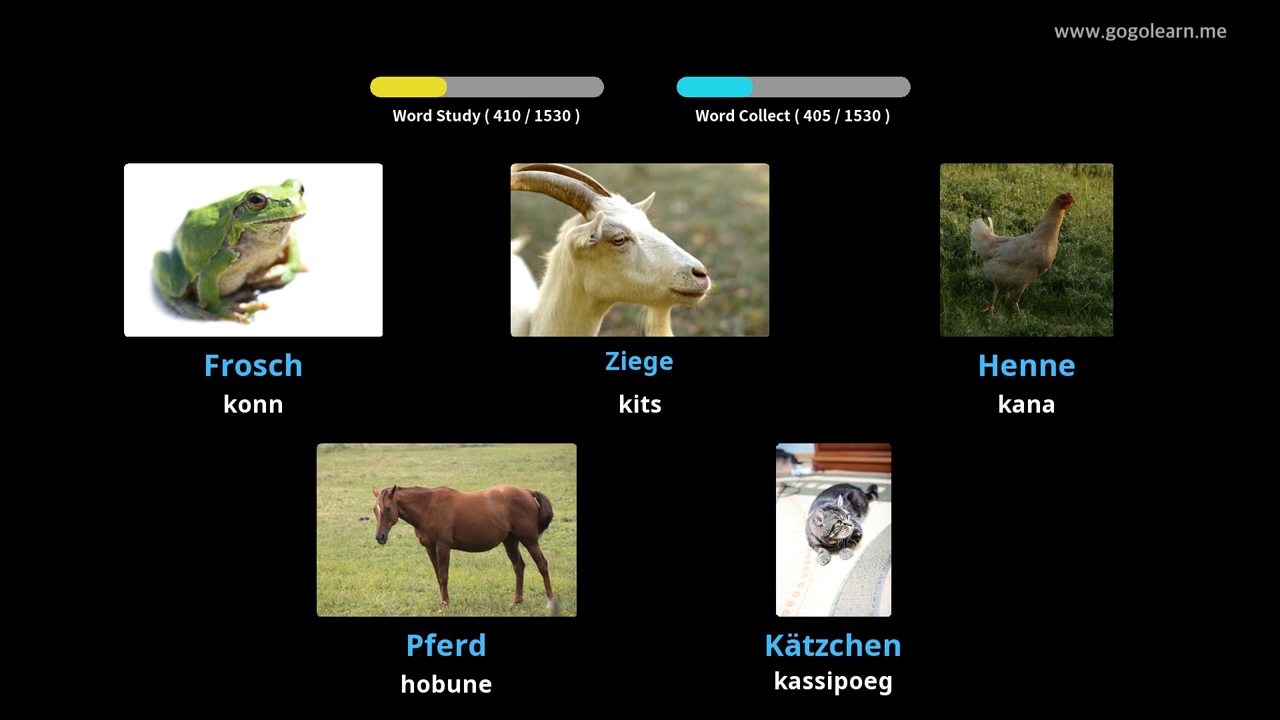 www.gogolearn.me
Word Study ( 410 / 1530 )
Word Collect ( 405 / 1530 )
Frosch
konn
Ziege
kits
Henne
kana
Pferd
hobune
Kätzchen
kassipoeg